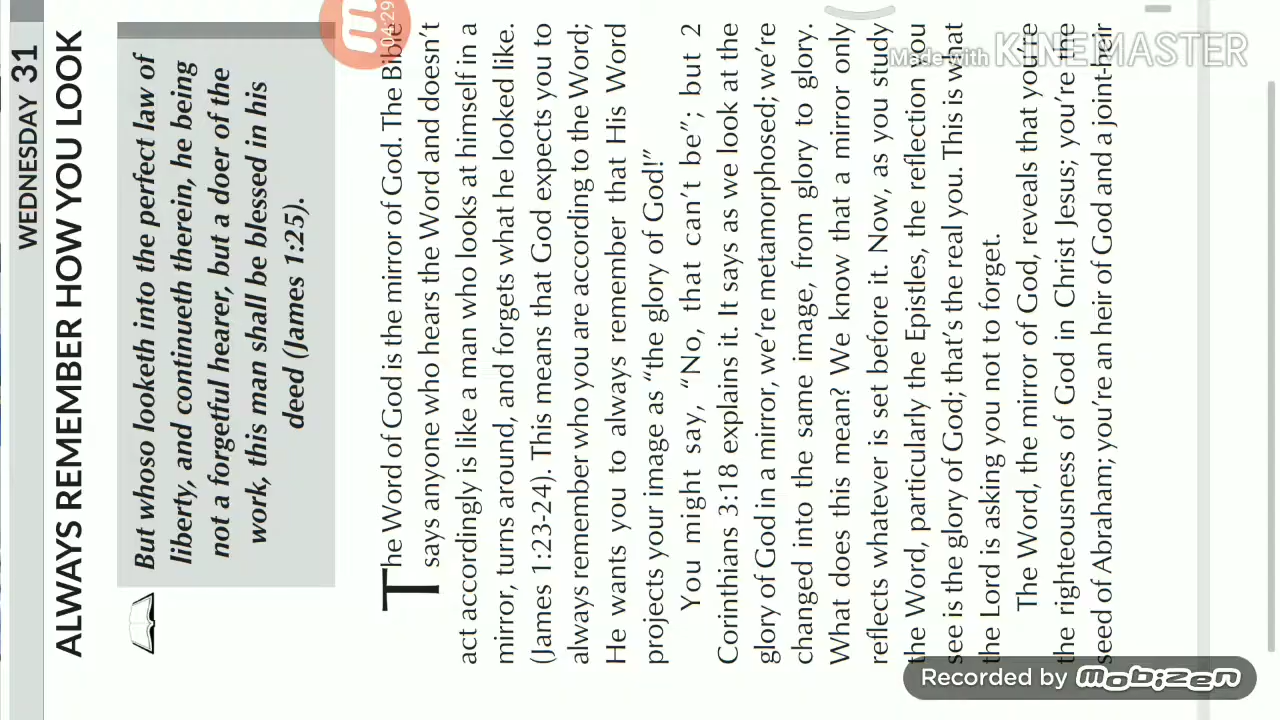 WEDNESDAY 31
ALWAYS REMEMBER HOW YOU LOOK
But whoso looketh into the perfect law of
liberty, and continueth therein, he being
not a forgetful hearer, but a doer of the
work, this man shall be blessed in his
deed (James 1:25).
The Word of God is the mirror of God. The Bible
says anyone who hears the Word and doesn't
act accordingly is like a man who looks at himself in a
mirror, turns around, and forgets what he looked like.
(James 1:23-24). This means that God expects you to
always remember who you are according to the Word;
He wants you to always remember that His Word
projects your image as “the glory of God!”
You might say, “No, that can't be”; but 2
Corinthians 3:18 explains it. It says as we look at the
glory of God in a mirror, we're metamorphosed; we're
changed into the same image, from glory to glory.
What does this mean? We know that a mirror only
reflects whatever is set before it. Now, as you study
the Word, particularly the Epistles, the reflection you
see is the glory of God; that's the real you. This is what
the Lord is asking you not to forget.
The Word, the mirror of God, reveals that you're
the righteousness of God in Christ Jesus; you're the
seed of Abraham; you're an heir of God and a joint-heir
04:29
Made with KINEMASTER
Recorded by mobizen